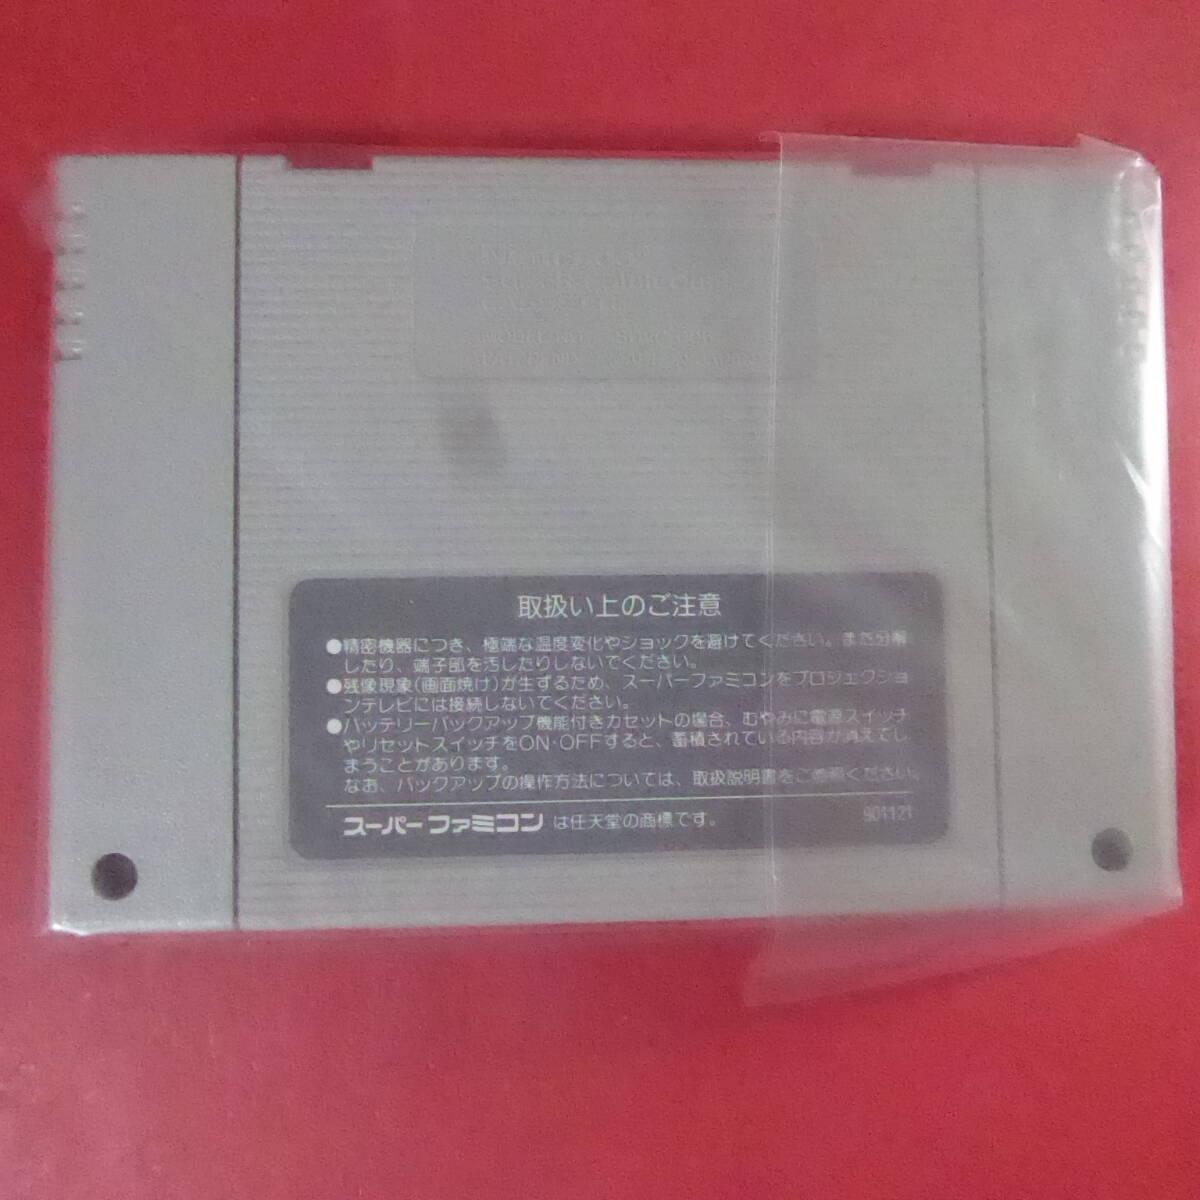 Nintendo
取扱い上のご注意
●精密機器につき、極端な温度変化やショックを避けてください。また分解
したり、端子部を汚したりしないでください。
●残像現象(画面焼け)が生ずるため、スーパーファミコンをプロジェクショ
ンテレビには接続しないでください。
●バッテリーバックアップ機能付きカセットの場合、むやみに電源スイッチ
やリセットスイッチをON·OFFすると、蓄積されている内容が消えてし
まうことがあります。
なお、バックアップの操作方法については、取扱説明書をご参照ください。
スーパーファミコンは任天堂の商標です。 901121